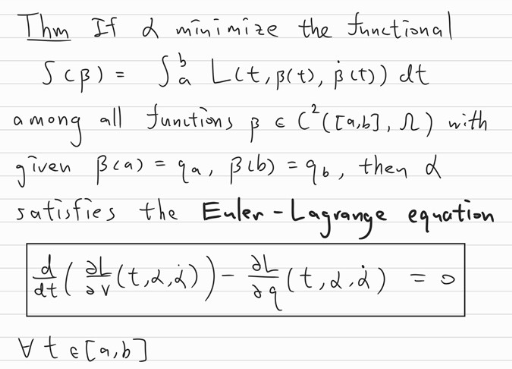 Thm If α minimize the functional
S(β) = ∫ₐᵇ L(t, β(t), β̇(t)) dt
among all functions β ∈ C²([a,b], Ω) with
given β(a) = qₐ, β(b) = q_b, then α
satisfies the Euler-Lagrange equation
d/dt (∂L/∂v (t, α, α̇)) - ∂L/∂q (t, α, α̇) = 0
∀ t ∈ [a,b]